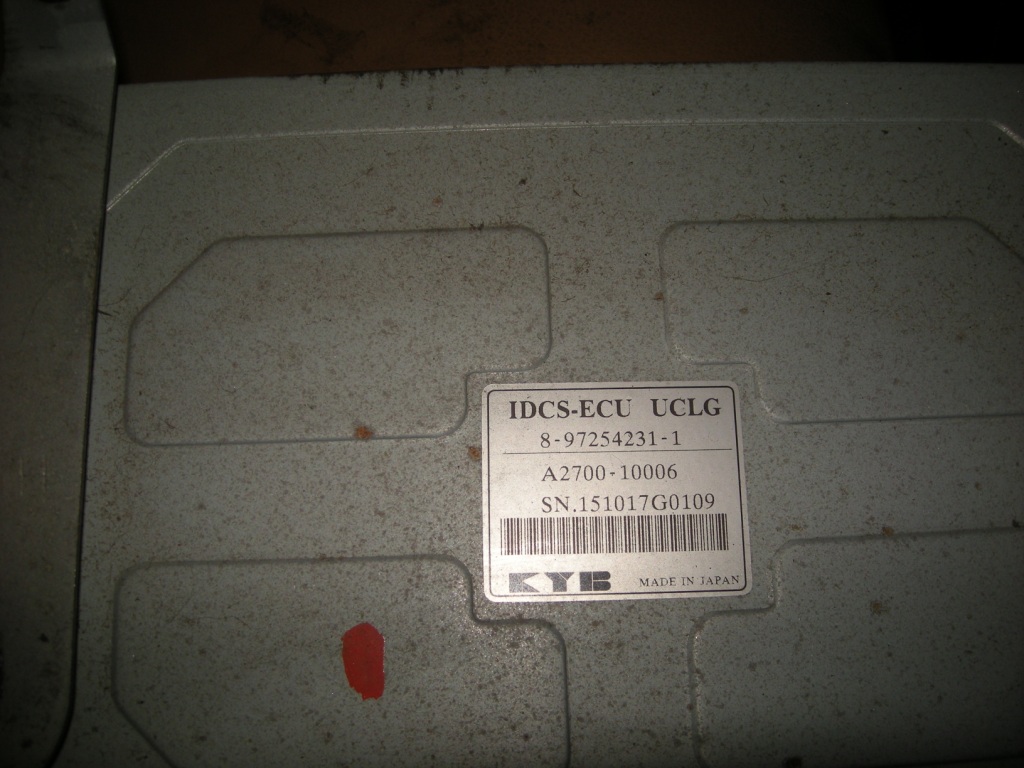 IDCS-ECU UCLG
8-97254231-1
A2700-10006
SN.151017G0109
KYB MADE IN JAPAN